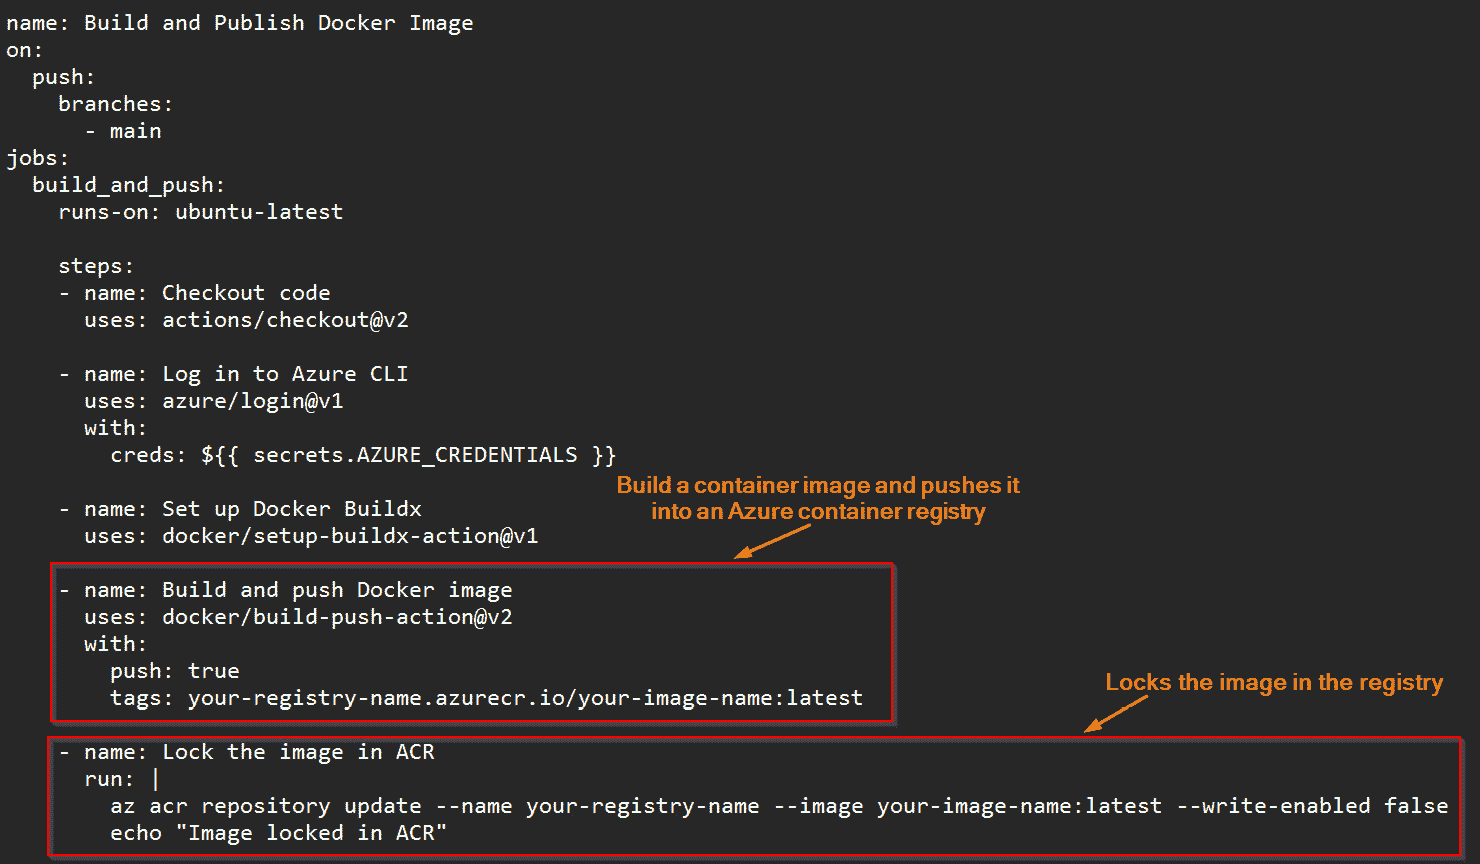 name: Build and Publish Docker Image
on:
  push:
    branches:
      - main
jobs:
  build_and_push:
    runs-on: ubuntu-latest

    steps:
    - name: Checkout code
      uses: actions/checkout@v2

    - name: Log in to Azure CLI
      uses: azure/login@v1
      with:
        creds: ${{ secrets.AZURE_CREDENTIALS }}

    - name: Set up Docker Buildx
      uses: docker/setup-buildx-action@v1

Build a container image and pushes it
into an Azure container registry

    - name: Build and push Docker image
      uses: docker/build-push-action@v2
      with:
        push: true
        tags: your-registry-name.azurecr.io/your-image-name:latest

Locks the image in the registry

    - name: Lock the image in ACR
      run: |
        az acr repository update --name your-registry-name --image your-image-name:latest --write-enabled false
        echo "Image locked in ACR"